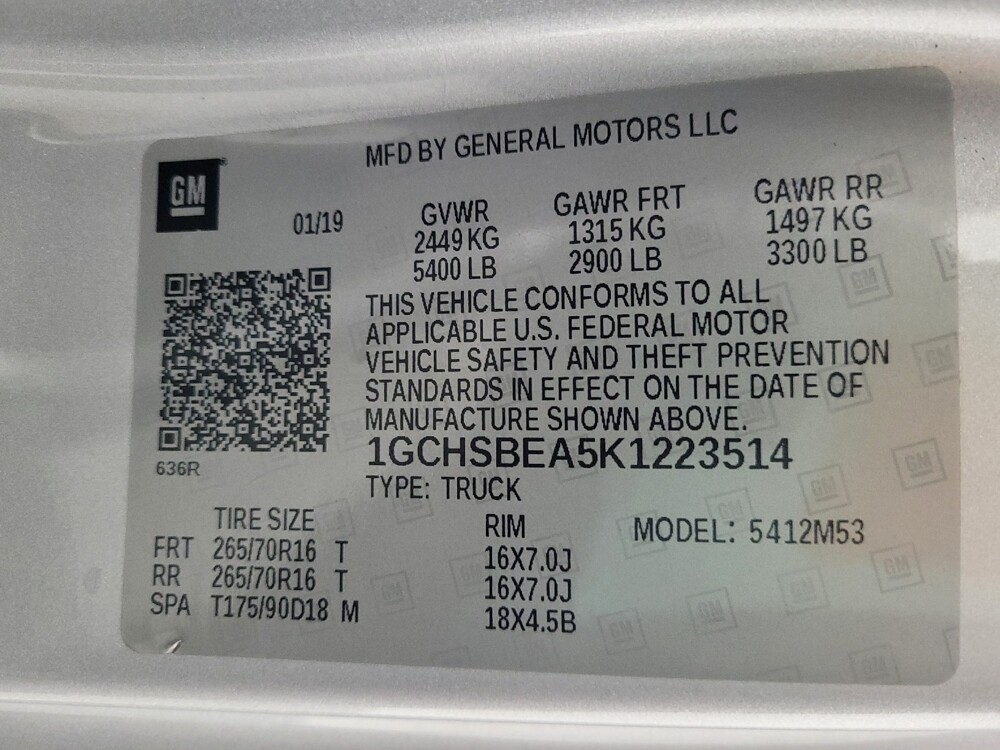 MFD BY GENERAL MOTORS LLC
GM
01/19
GVWR GAWR FRT GAWR RR
2449 KG 1315 KG 1497 KG
5400 LB 2900 LB 3300 LB
THIS VEHICLE CONFORMS TO ALL
APPLICABLE U.S. FEDERAL MOTOR
VEHICLE SAFETY AND THEFT PREVENTION
STANDARDS IN EFFECT ON THE DATE OF
MANUFACTURE SHOWN ABOVE.
1GCHSBEA5K1223514
636R
TYPE: TRUCK
TIRE SIZE RIM MODEL: 5412M53
FRT 265/70R16 T 16X7.0J
RR 265/70R16 T 16X7.0J
SPA T175/90D18 M 18X4.5B